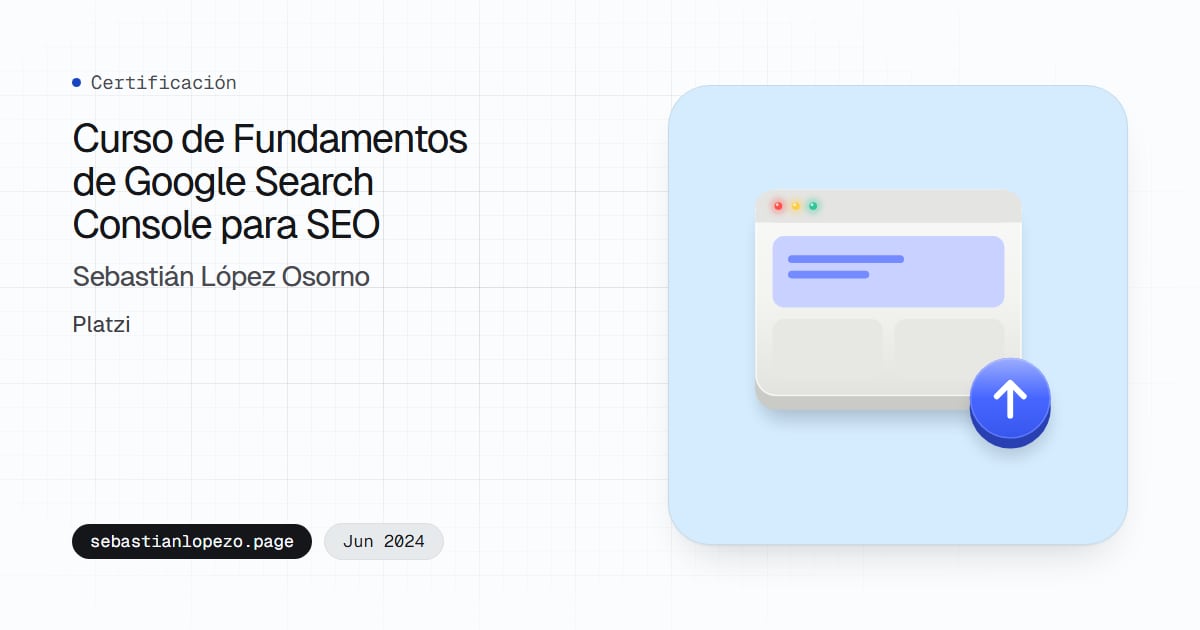 Certificación
Curso de Fundamentos
de Google Search
Console para SEO
Sebastián López Osorno
Platzi
sebastianlopezo.page
Jun 2024